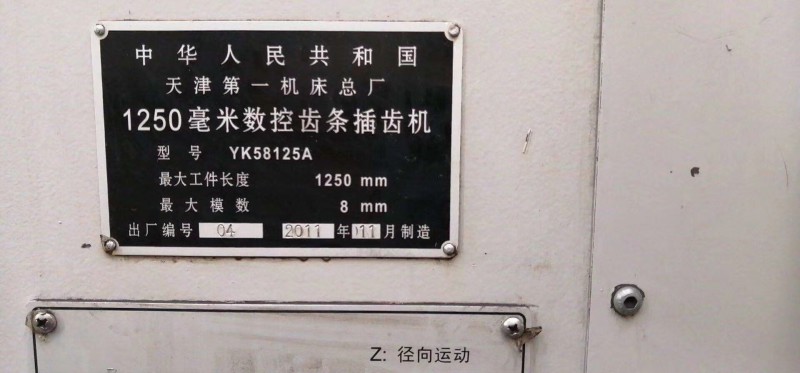 中华人民共和国
天津第一机床总厂
1250毫米数控齿条插齿机
型号 YK58125A
最大工件长度 1250 mm
最大模数 8 mm
出厂编号 04 2011 年 11 月制造
Z: 径向运动